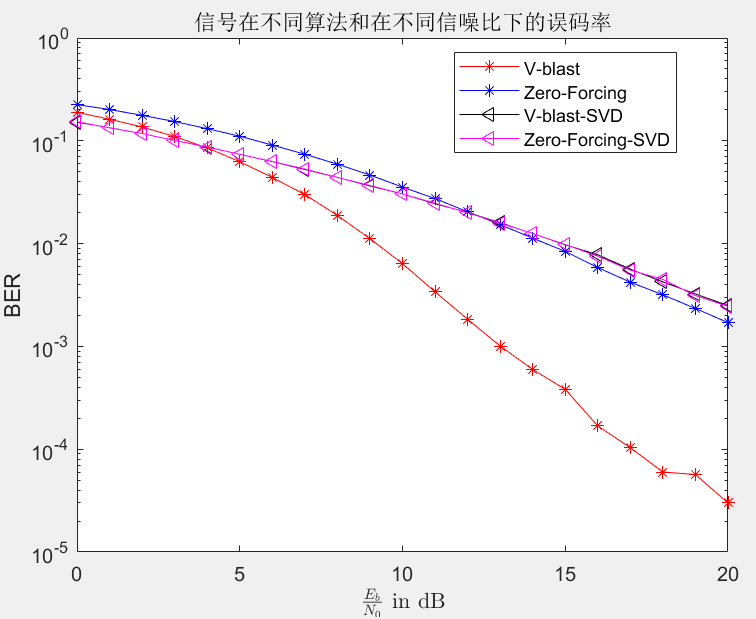 信号在不同算法和在不同信噪比下的误码率
10^0
10^-1
10^-2
10^-3
10^-4
10^-5
BER
V-blast
Zero-Forcing
V-blast-SVD
Zero-Forcing-SVD
0 5 10 15 20
E_b/N_0 in dB